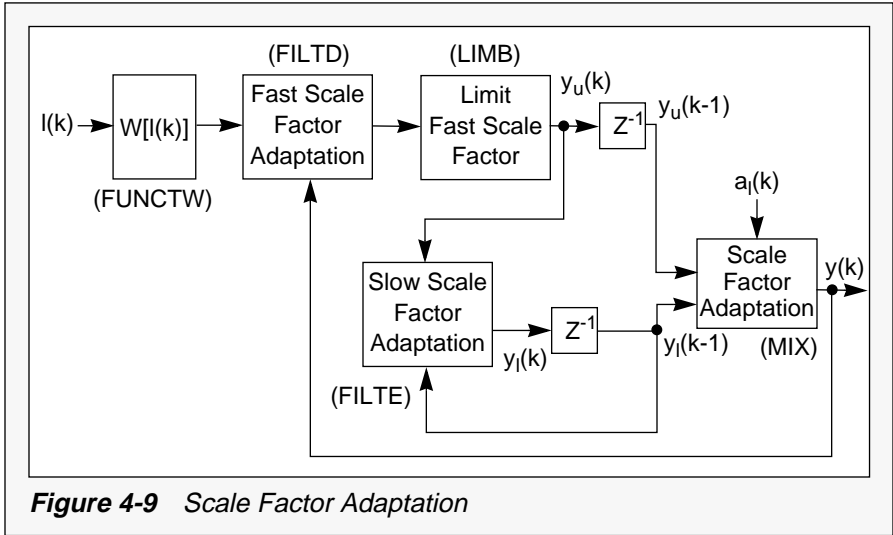 (FILTD)
(LIMB)
I(k)
W[I(k)]
(FUNCTW)
Fast Scale
Factor
Adaptation
Limit
Fast Scale
Factor
yu(k)
Z-1
yu(k-1)
al(k)
Slow Scale
Factor
Adaptation
(FILTE)
yl(k)
Z-1
yl(k-1)
Scale
Factor
Adaptation
(MIX)
y(k)
Figure 4-9 Scale Factor Adaptation